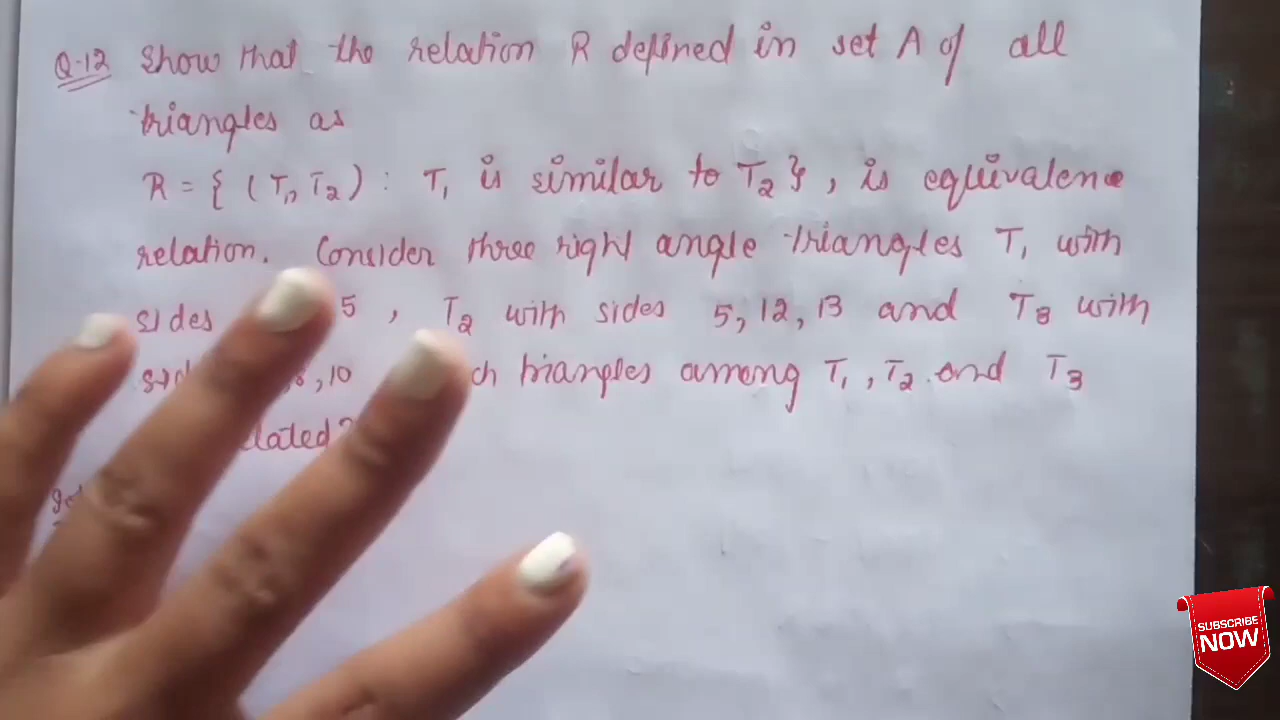 Q.12 Show that the relation R defined in set A of all
triangles as
R = { (T₁, T₂) : T₁ is similar to T₂ }, is equivalence
relation. Consider three right angle triangles T₁ with
sides 5, T₂ with sides 5, 12, 13 and T₃ with
8, 10 triangles among T₁, T₂ and T₃
SUBSCRIBE
NOW